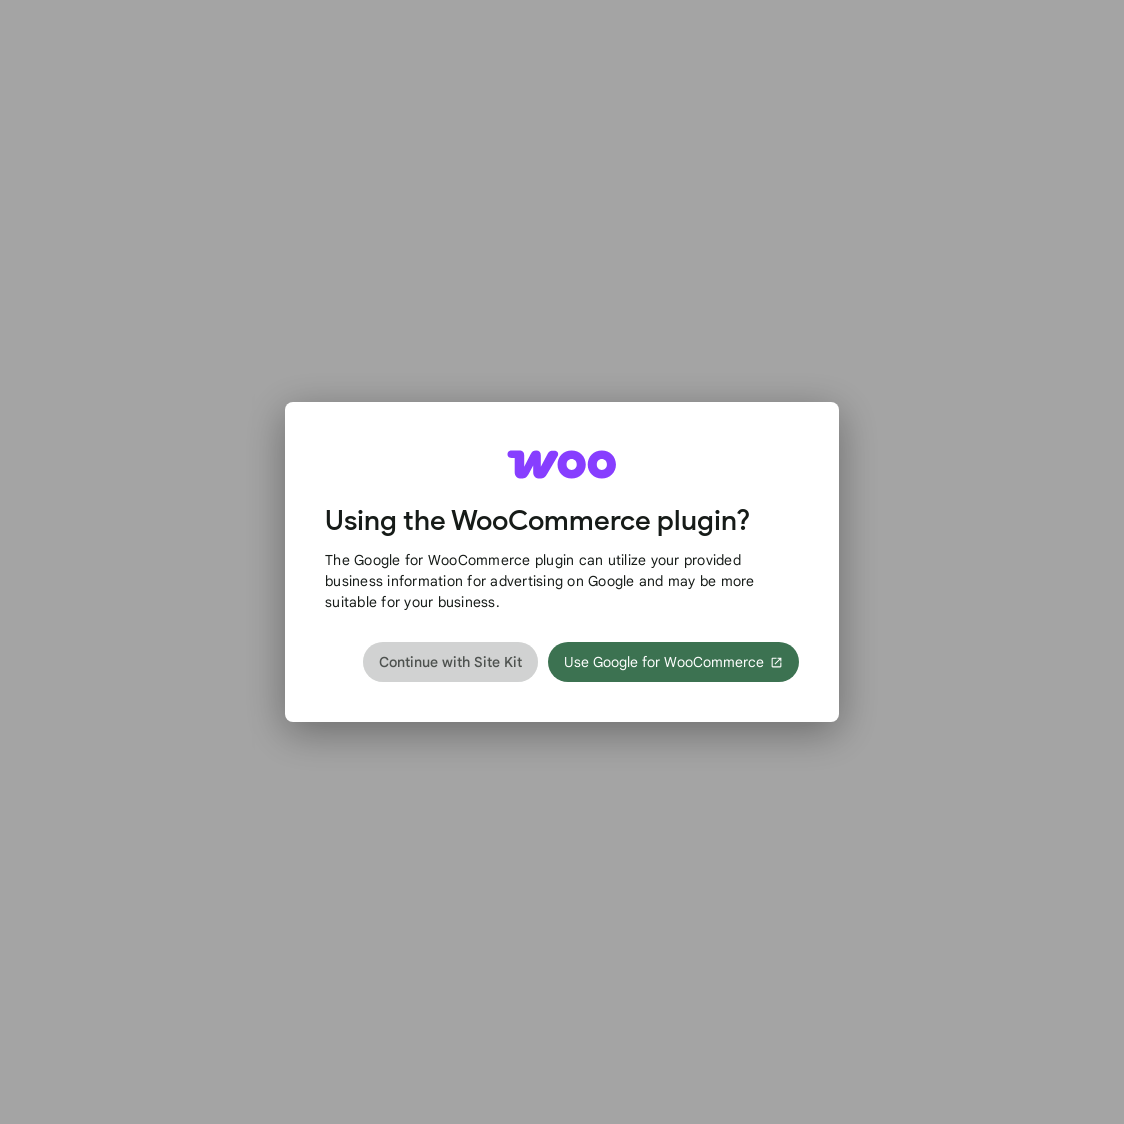 woo
Using the WooCommerce plugin?
The Google for WooCommerce plugin can utilize your provided
business information for advertising on Google and may be more
suitable for your business.
Continue with Site Kit
Use Google for WooCommerce